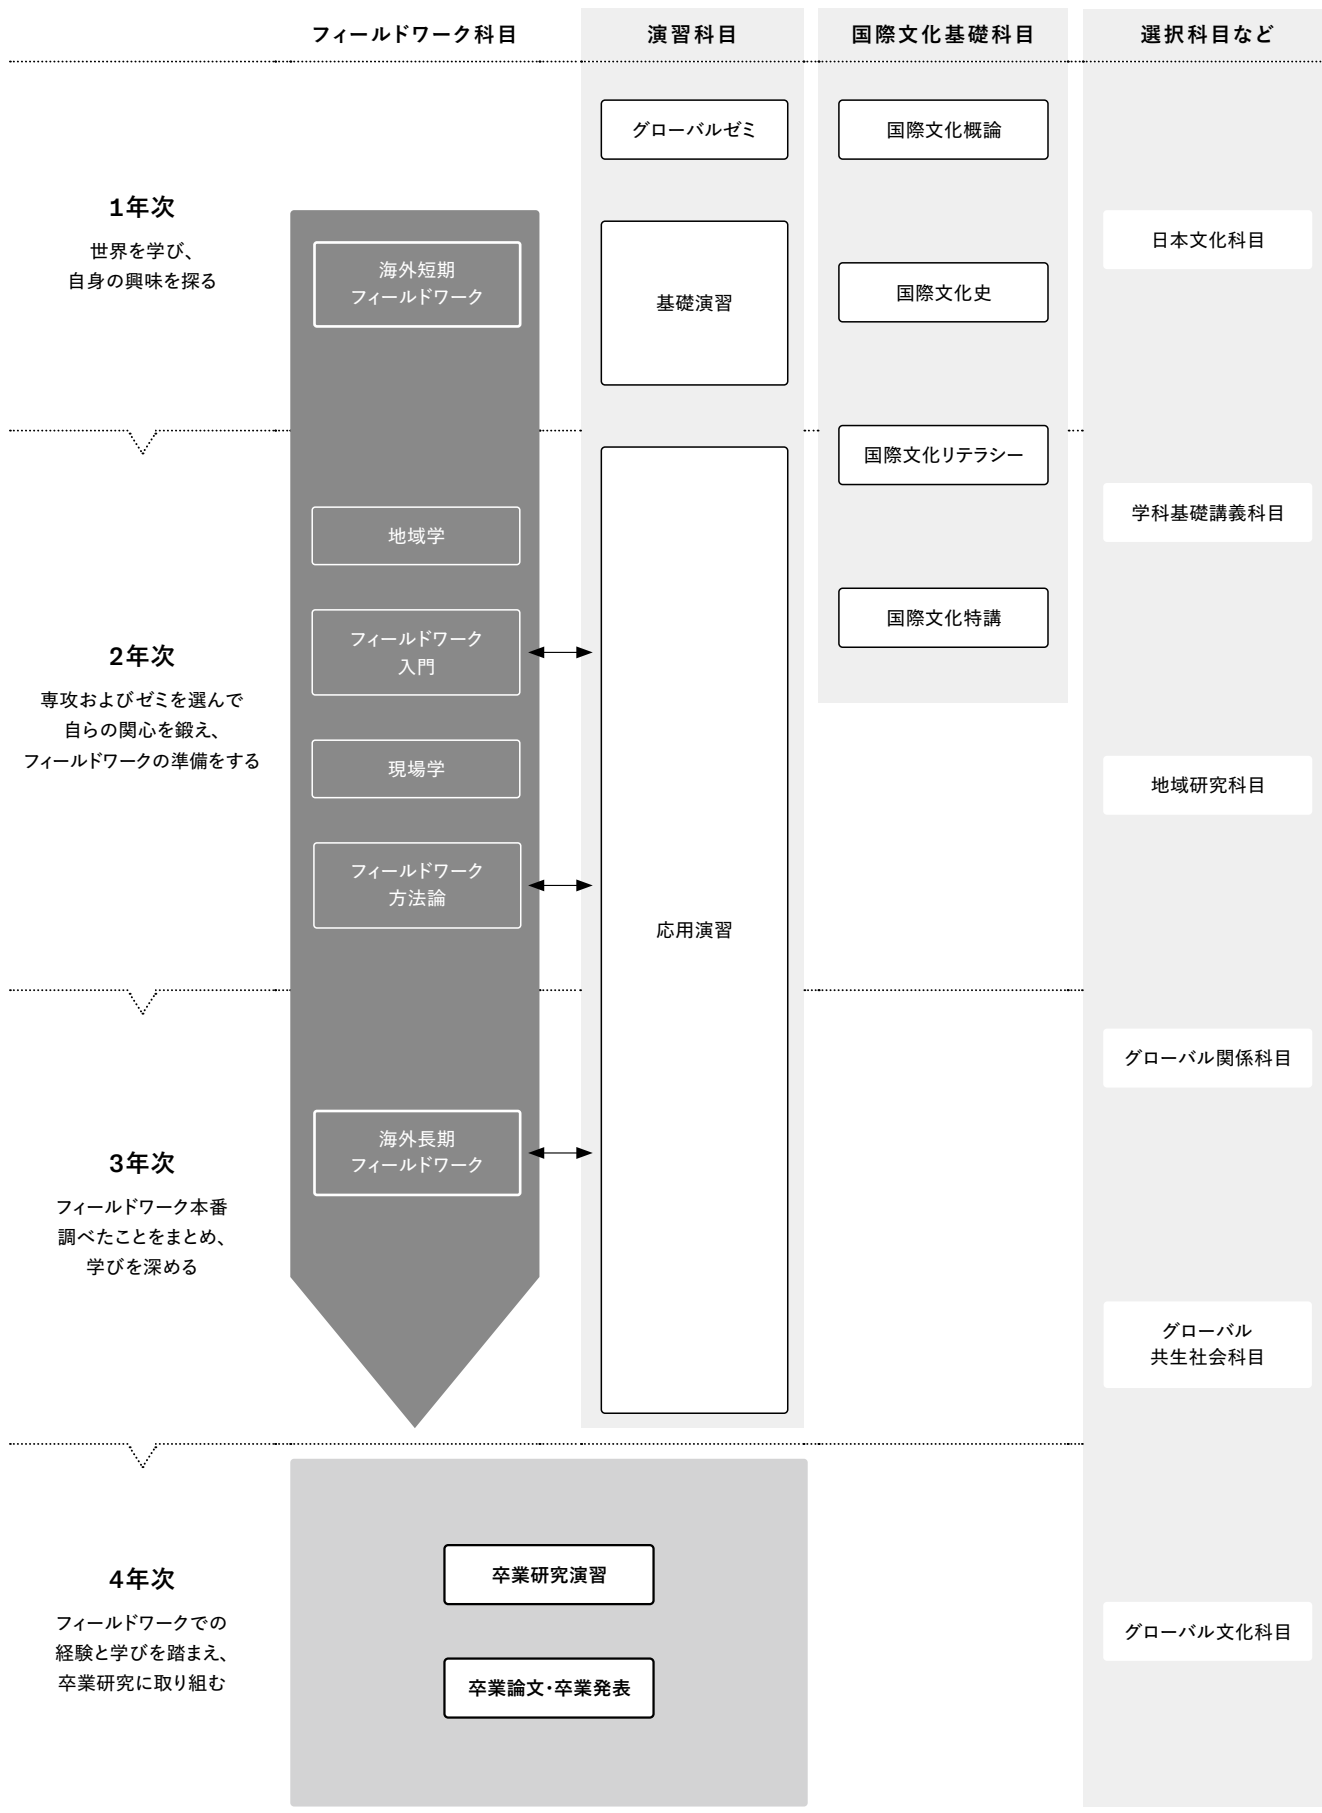 フィールドワーク科目
演習科目
国際文化基礎科目
選択科目など
1年次
世界を学び、
自身の興味を探る
海外短期
フィールドワーク
グローバルゼミ
基礎演習
国際文化概論
国際文化史
国際文化リテラシー
日本文化科目
2年次
専攻およびゼミを選んで
自らの関心を鍛え、
フィールドワークの準備をする
地域学
フィールドワーク
入門
現場学
フィールドワーク
方法論
応用演習
国際文化特講
学科基礎講義科目
地域研究科目
3年次
フィールドワーク本番
調べたことをまとめ、
学びを深める
海外長期
フィールドワーク
グローバル関係科目
グローバル
共生社会科目
4年次
フィールドワークでの
経験と学びを踏まえ、
卒業研究に取り組む
卒業研究演習
卒業論文・卒業発表
グローバル文化科目